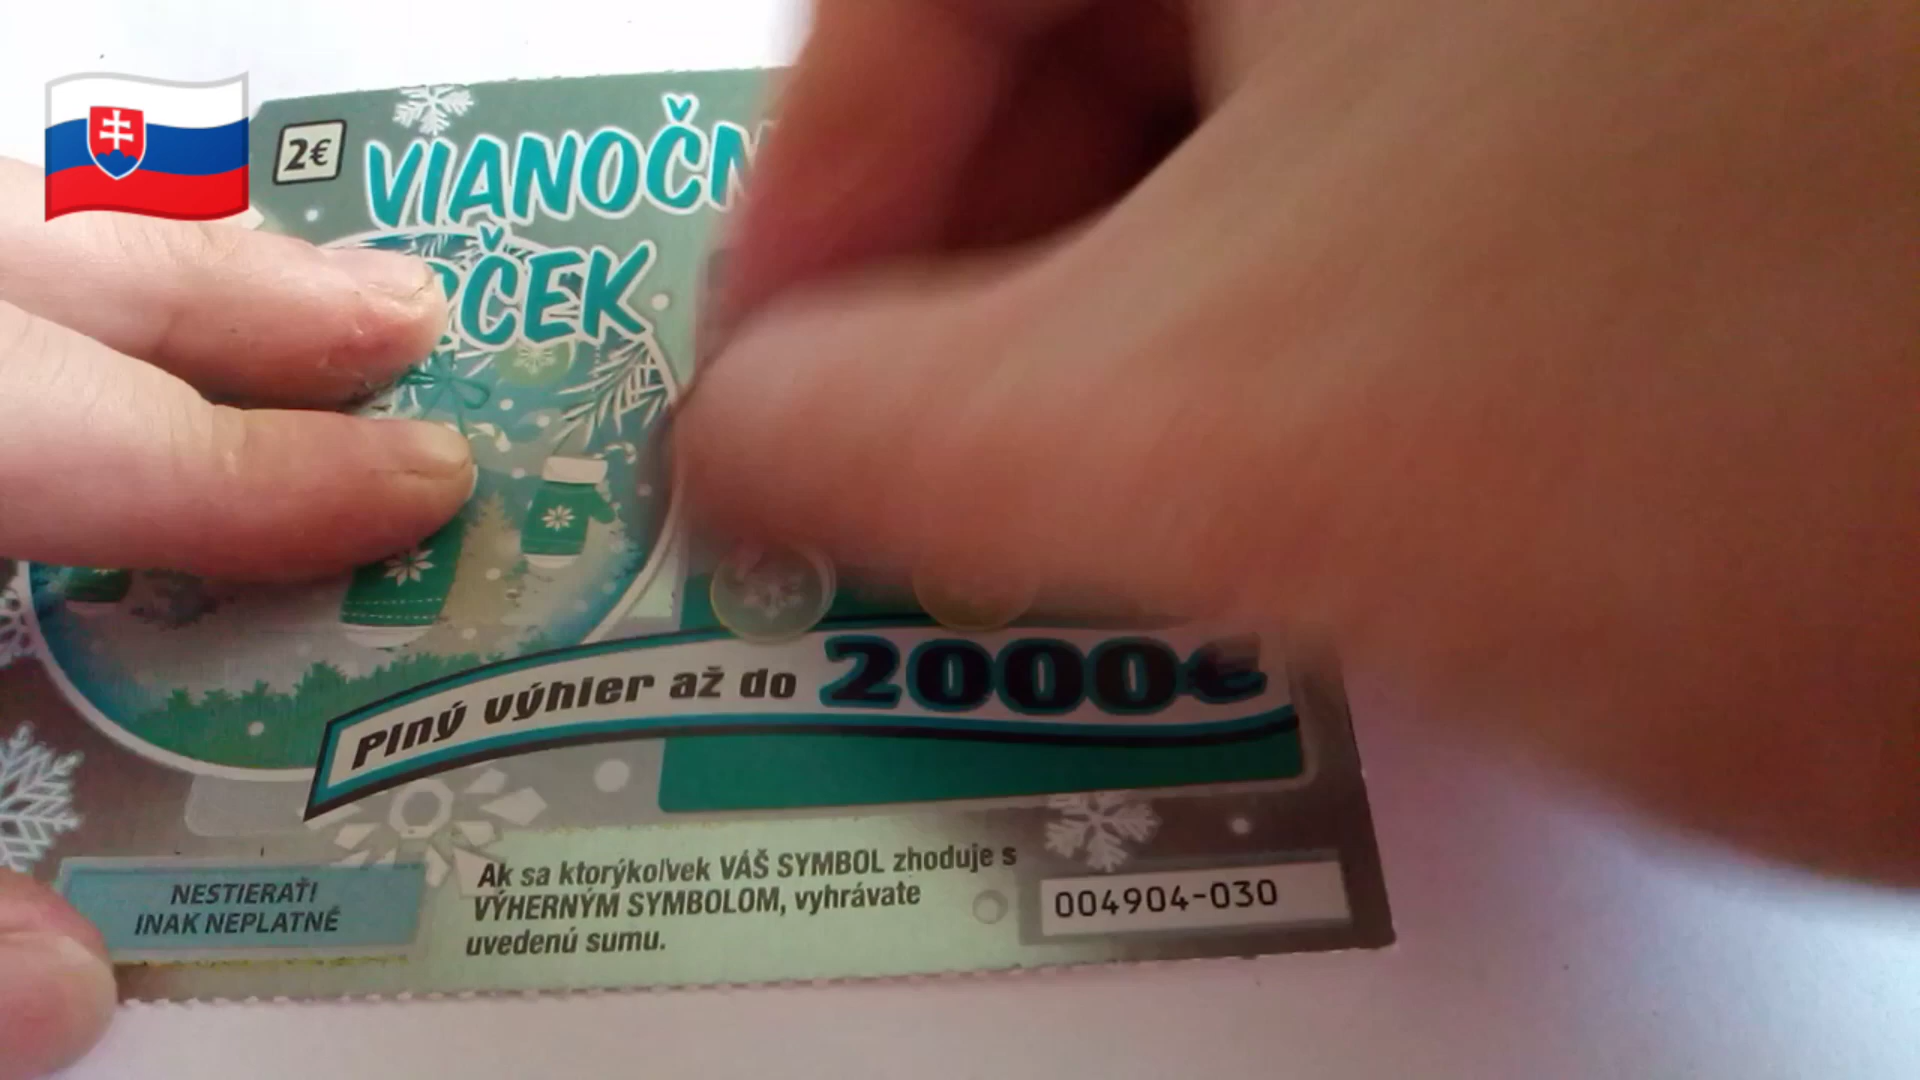 2€
VIANOČN
ČEK
Plný výhier až do 2000€
Ak sa ktorýkoľvek VÁŠ SYMBOL zhoduje s
VÝHERNÝM SYMBOLOM, vyhrávate
uvedenú sumu.
NESTIERAŤ!
INAK NEPLATNÉ
004904-030